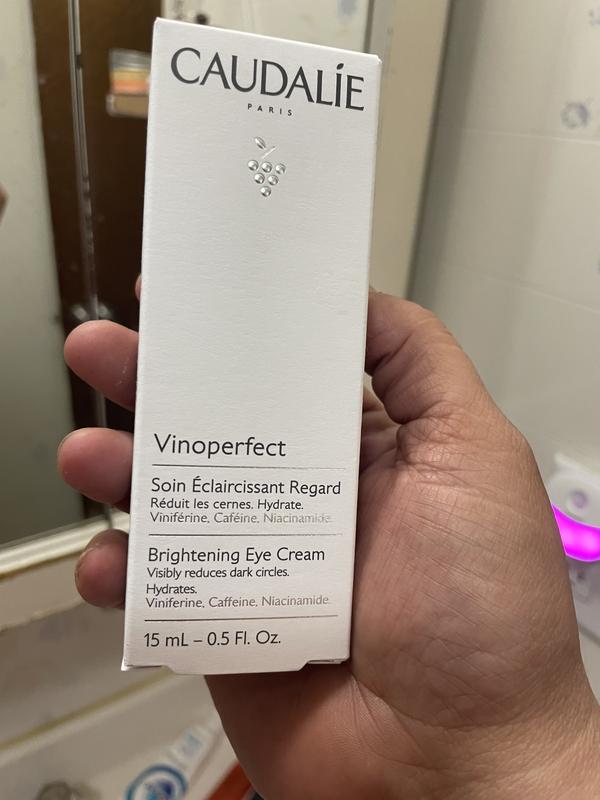 CAUDALÍE
PARIS
Vinoperfect
Soin Éclaircissant Regard
Réduit les cernes. Hydrate.
Viniférine, Caféine, Niacinamide.
Brightening Eye Cream
Visibly reduces dark circles.
Hydrates.
Viniferine, Caffeine, Niacinamide.
15 mL – 0.5 Fl. Oz.